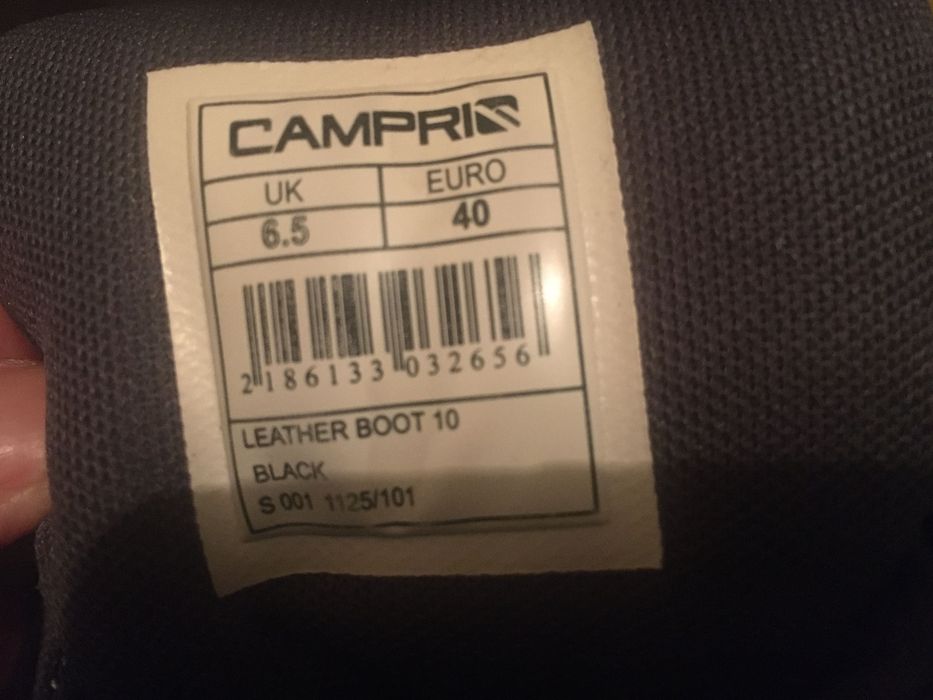 CAMPRI
UK EURO
6.5 40
2 186133 032656
LEATHER BOOT 10
BLACK
S 001 1125/101